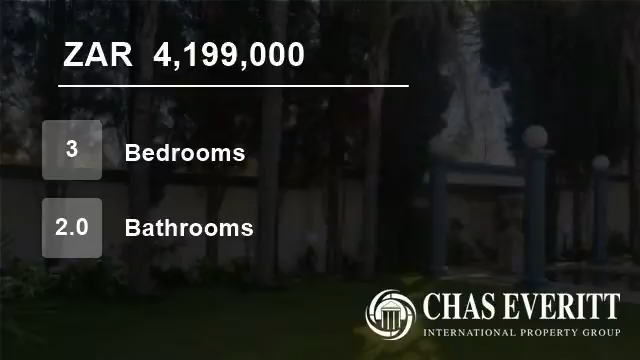 ZAR 4,199,000
3 Bedrooms
2.0 Bathrooms
CHAS EVERITT
INTERNATIONAL PROPERTY GROUP